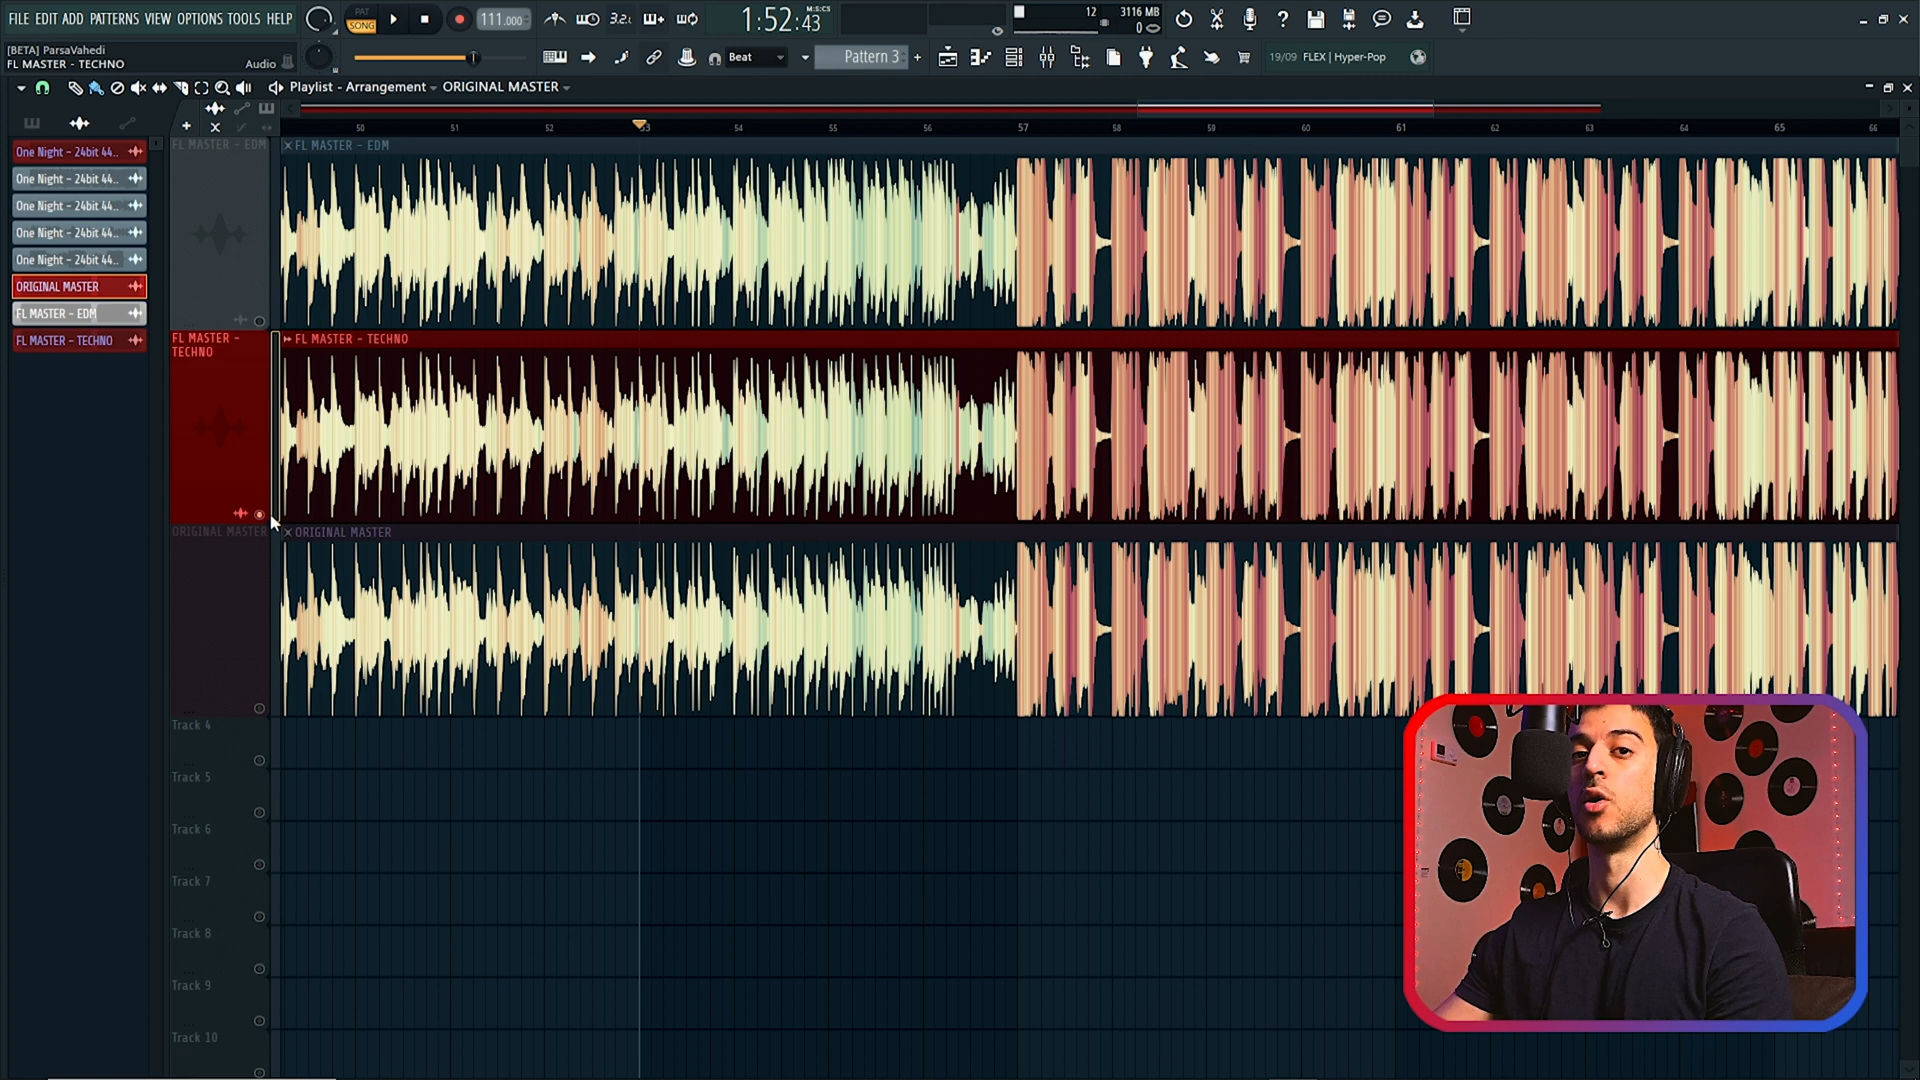 FILE EDIT ADD PATTERNS VIEW OPTIONS TOOLS HELP
PAT
SONG
111.000
3.2.
1:52:43
M:S:CS
12
3116 MB
0
[BETA] ParsaVahedi
FL MASTER - TECHNO
Audio
Beat
Pattern 3
19/09 FLEX | Hyper-Pop
Playlist - Arrangement
ORIGINAL MASTER
50 51 52 53 54 55 56 57 58 59 60 61 62 63 64 65 66
One Night - 24bit 44..
One Night - 24bit 44..
One Night - 24bit 44..
One Night - 24bit 44..
One Night - 24bit 44..
ORIGINAL MASTER
FL MASTER - EDM
FL MASTER - TECHNO
FL MASTER - EDM
FL MASTER - EDM
FL MASTER -
TECHNO
FL MASTER - TECHNO
ORIGINAL MASTER
ORIGINAL MASTER
Track 4
Track 5
Track 6
Track 7
Track 8
Track 9
Track 10